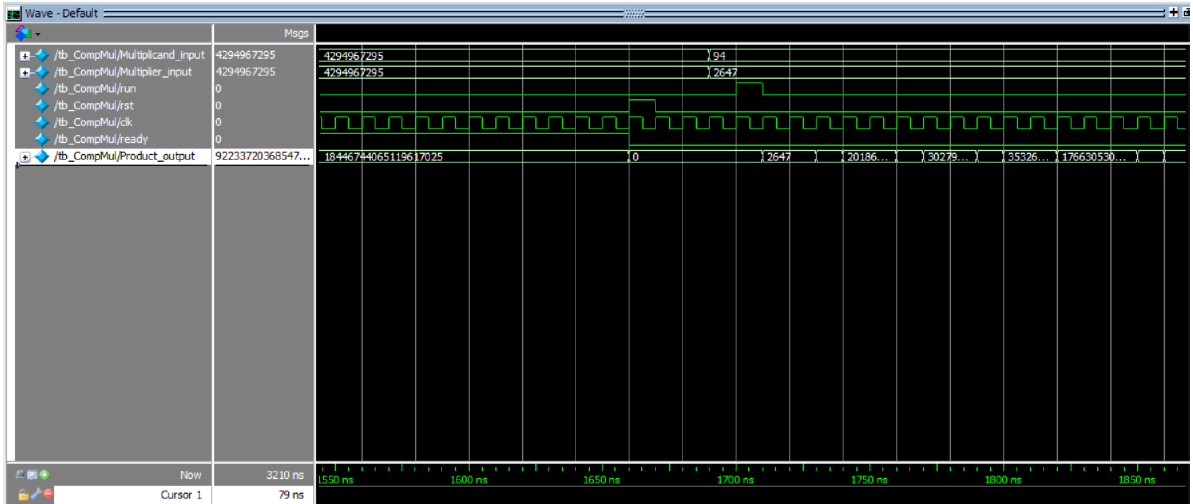 Wave - Default
Msgs
/tb_CompMul/Multiplicand_input 4294967295 4294967295 94
/tb_CompMul/Multiplier_input 4294967295 4294967295 2647
/tb_CompMul/run 0
/tb_CompMul/rst 0
/tb_CompMul/clk 0
/tb_CompMul/ready 0
/tb_CompMul/Product_output 92233720368547... 18446744065119617025 0 2647 20186... 30279... 35326... 176630530...
Now 3210 ns 1550 ns 1600 ns 1650 ns 1700 ns 1750 ns 1800 ns 1850 ns
Cursor 1 79 ns